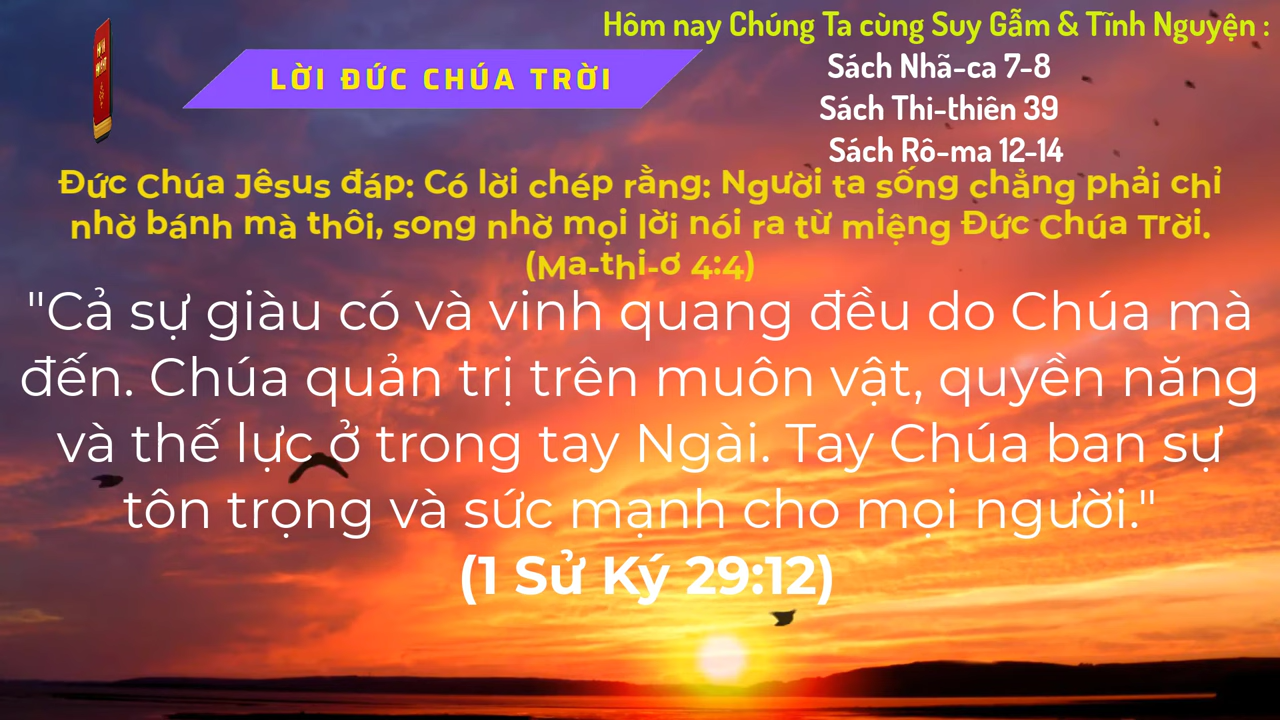 Hôm nay Chúng Ta cùng Suy Gẫm & Tĩnh Nguyện :
LỜI ĐỨC CHÚA TRỜI
Sách Nhã-ca 7-8
Sách Thi-thiên 39
Sách Rô-ma 12-14
Đức Chúa Jêsus đáp: Có lời chép rằng: Người ta sống chẳng phải chỉ
nhờ bánh mà thôi, song nhờ mọi lời nói ra từ miệng Đức Chúa Trời.
(Ma-thi-ơ 4:4)
"Cả sự giàu có và vinh quang đều do Chúa mà
đến. Chúa quản trị trên muôn vật, quyền năng
và thế lực ở trong tay Ngài. Tay Chúa ban sự
tôn trọng và sức mạnh cho mọi người."
(1 Sử Ký 29:12)